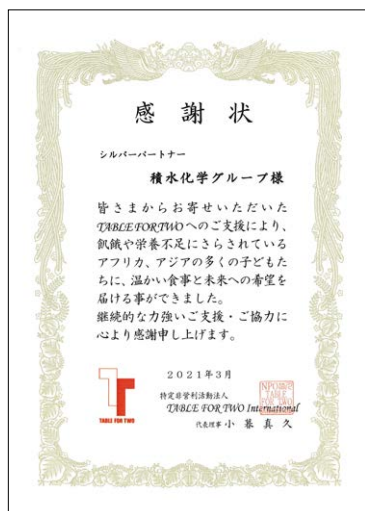 感謝状
シルバーパートナー
積水化学グループ様
皆さまからお寄せいただいた
TABLE FOR TWOへのご支援により、
飢餓や栄養不足にさらされている
アフリカ、アジアの多くの子どもた
ちに、温かい食事と未来への希望を
届ける事ができました。
継続的な力強いご支援・ご協力に
心より感謝申し上げます。
2021年3月
特定非営利活動法人
TABLE FOR TWO International
代表理事 小暮真久
TABLE FOR TWO
NPO
TABLE
FOR
TWO